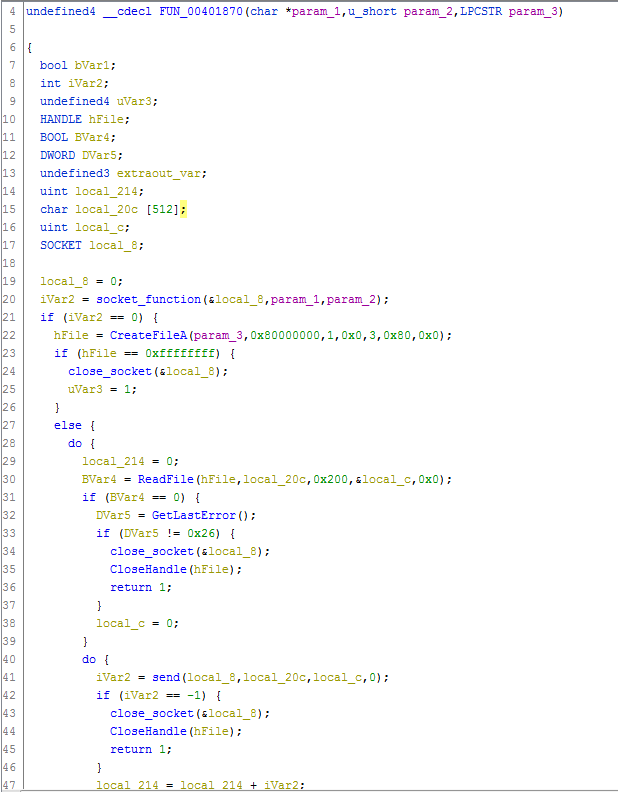 4 undefined4 __cdecl FUN_00401870(char *param_1,u_short param_2,LPCSTR param_3)
5
6 {
7 bool bVar1;
8 int iVar2;
9 undefined4 uVar3;
10 HANDLE hFile;
11 BOOL BVar4;
12 DWORD DVar5;
13 undefined3 extraout_var;
14 uint local_214;
15 char local_20c [512];
16 uint local_c;
17 SOCKET local_8;
18
19 local_8 = 0;
20 iVar2 = socket_function(&local_8,param_1,param_2);
21 if (iVar2 == 0) {
22 hFile = CreateFileA(param_3,0x80000000,1,0x0,3,0x80,0x0);
23 if (hFile == 0xffffffff) {
24 close_socket(&local_8);
25 uVar3 = 1;
26 }
27 else {
28 do {
29 local_214 = 0;
30 BVar4 = ReadFile(hFile,local_20c,0x200,&local_c,0x0);
31 if (BVar4 == 0) {
32 DVar5 = GetLastError();
33 if (DVar5 != 0x26) {
34 close_socket(&local_8);
35 CloseHandle(hFile);
36 return 1;
37 }
38 local_c = 0;
39 }
40 do {
41 iVar2 = send(local_8,local_20c,local_c,0);
42 if (iVar2 == -1) {
43 close_socket(&local_8);
44 CloseHandle(hFile);
45 return 1;
46 }
47 local_214 = local_214 + iVar2;